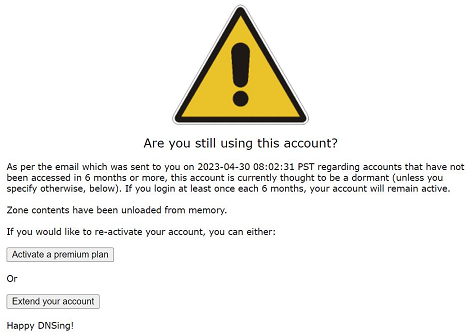 Are you still using this account?
As per the email which was sent to you on 2023-04-30 08:02:31 PST regarding accounts that have not
been accessed in 6 months or more, this account is currently thought to be a dormant (unless you
specify otherwise, below). If you login at least once each 6 months, your account will remain active.
Zone contents have been unloaded from memory.
If you would like to re-activate your account, you can either:
Activate a premium plan
Or
Extend your account
Happy DNSing!